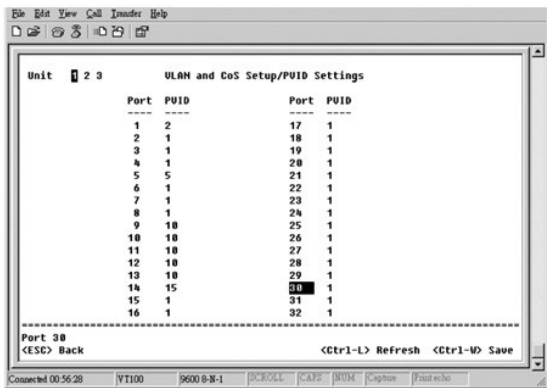 File Edit View Call Transfer Help
Unit 1 2 3 VLAN and CoS Setup/PVID Settings
Port PVID Port PVID
---- ---- ---- ----
1 2 17 1
2 1 18 1
3 1 19 1
4 1 20 1
5 5 21 1
6 1 22 1
7 1 23 1
8 1 24 1
9 10 25 1
10 10 26 1
11 10 27 1
12 10 28 1
13 10 29 1
14 15 30 1
15 1 31 1
16 1 32 1
Port 30
<ESC> Back <Ctrl-L> Refresh <Ctrl-W> Save
Connected 00:56:28 VT100 9600 8-N-1 SCROLL CAPS NUM Capture Print echo